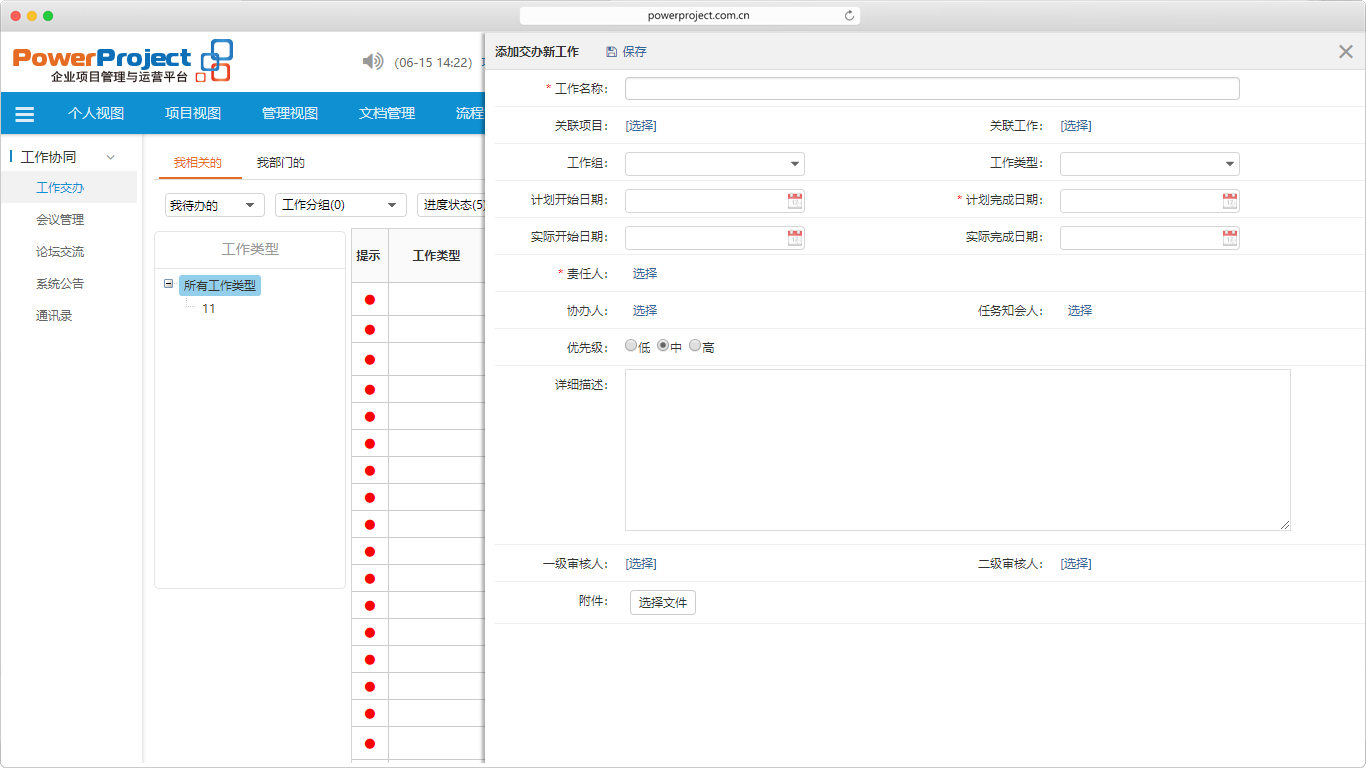 powerproject.com.cn
PowerProject
企业项目管理与运营平台
(06-15 14:22)
添加交办新工作 保存
个人视图 项目视图 管理视图 文档管理 流程
工作协同
工作交办
会议管理
论坛交流
系统公告
通讯录
我相关的 我部门的
我待办的 工作分组(0) 进度状态(5)
工作类型
所有工作类型
11
提示 工作类型
* 工作名称:
关联项目: [选择] 关联工作: [选择]
工作组: 工作类型:
计划开始日期: * 计划完成日期:
实际开始日期: 实际完成日期:
* 责任人: 选择
协办人: 选择 任务知会人: 选择
优先级: 低 中 高
详细描述:
一级审核人: [选择] 二级审核人: [选择]
附件: 选择文件